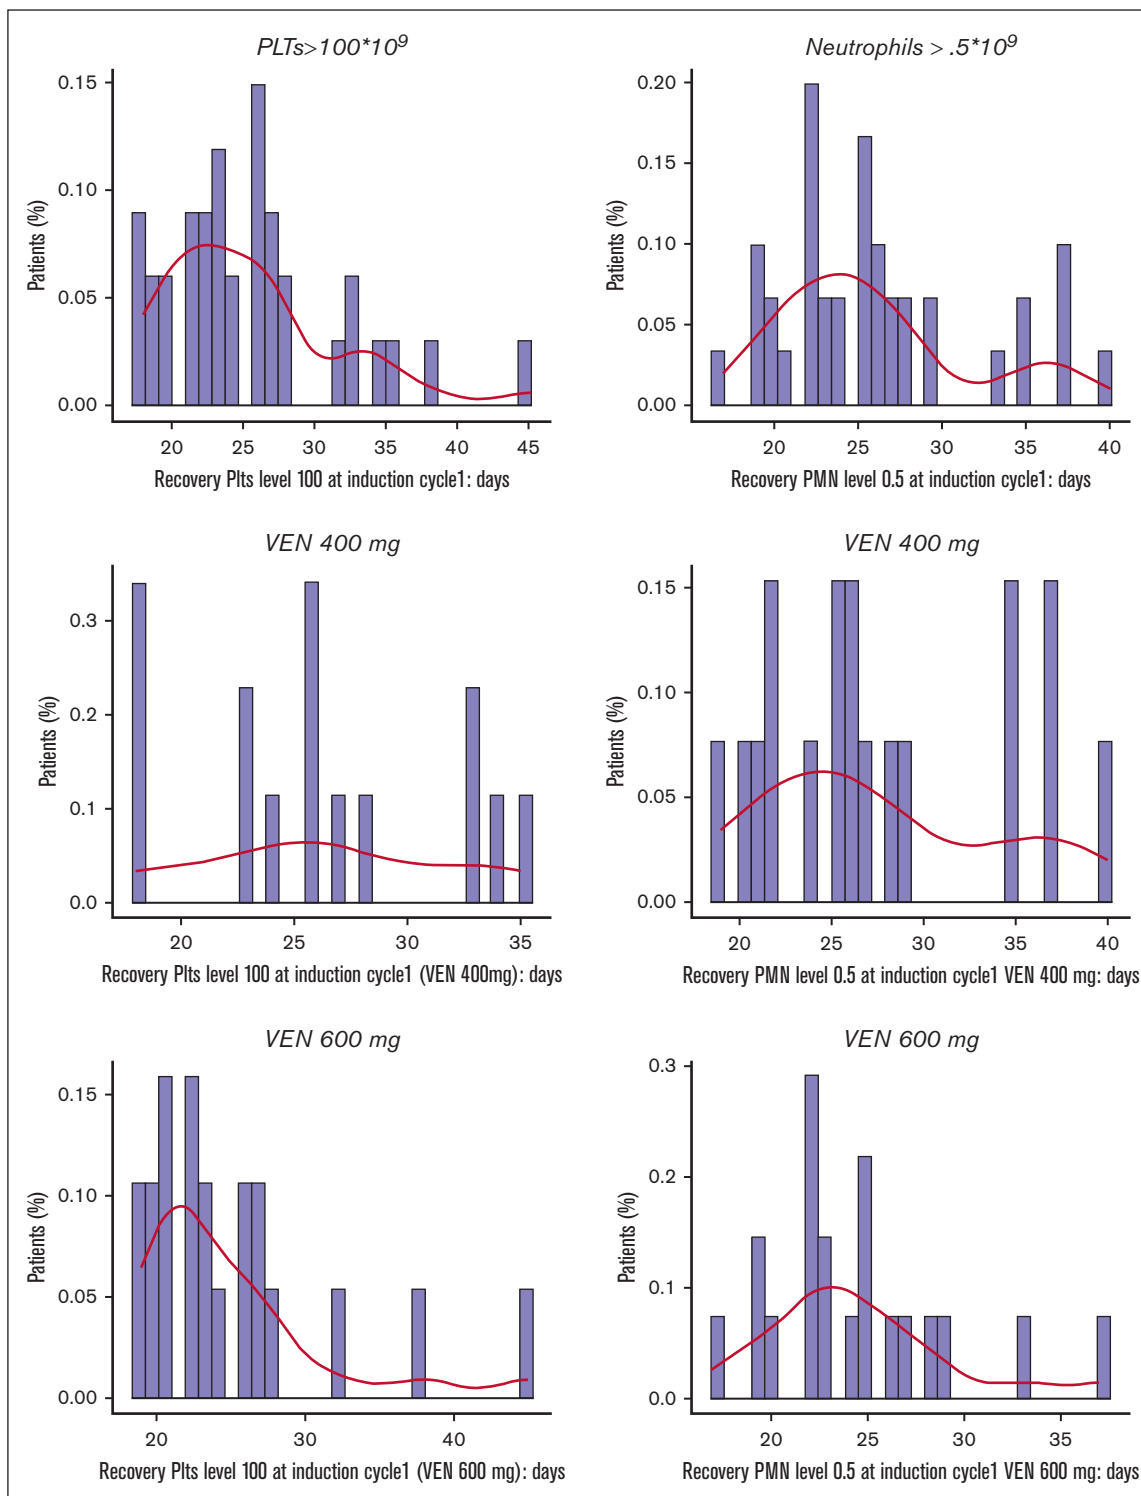 PLTs>100*10⁹
Patients (%)
0.15
0.10
0.05
0.00
20 25 30 35 40 45
Recovery Plts level 100 at induction cycle1: days
Neutrophils > .5*10⁹
Patients (%)
0.20
0.15
0.10
0.05
0.00
20 25 30 35 40
Recovery PMN level 0.5 at induction cycle1: days
VEN 400 mg
Patients (%)
0.3
0.2
0.1
0.0
20 25 30 35
Recovery Plts level 100 at induction cycle1 (VEN 400mg): days
VEN 400 mg
Patients (%)
0.15
0.10
0.05
0.00
20 25 30 35 40
Recovery PMN level 0.5 at induction cycle1 VEN 400 mg: days
VEN 600 mg
Patients (%)
0.15
0.10
0.05
0.00
20 30 40
Recovery Plts level 100 at induction cycle1 (VEN 600 mg): days
VEN 600 mg
Patients (%)
0.3
0.2
0.1
0.0
20 25 30 35
Recovery PMN level 0.5 at induction cycle1 VEN 600 mg: days